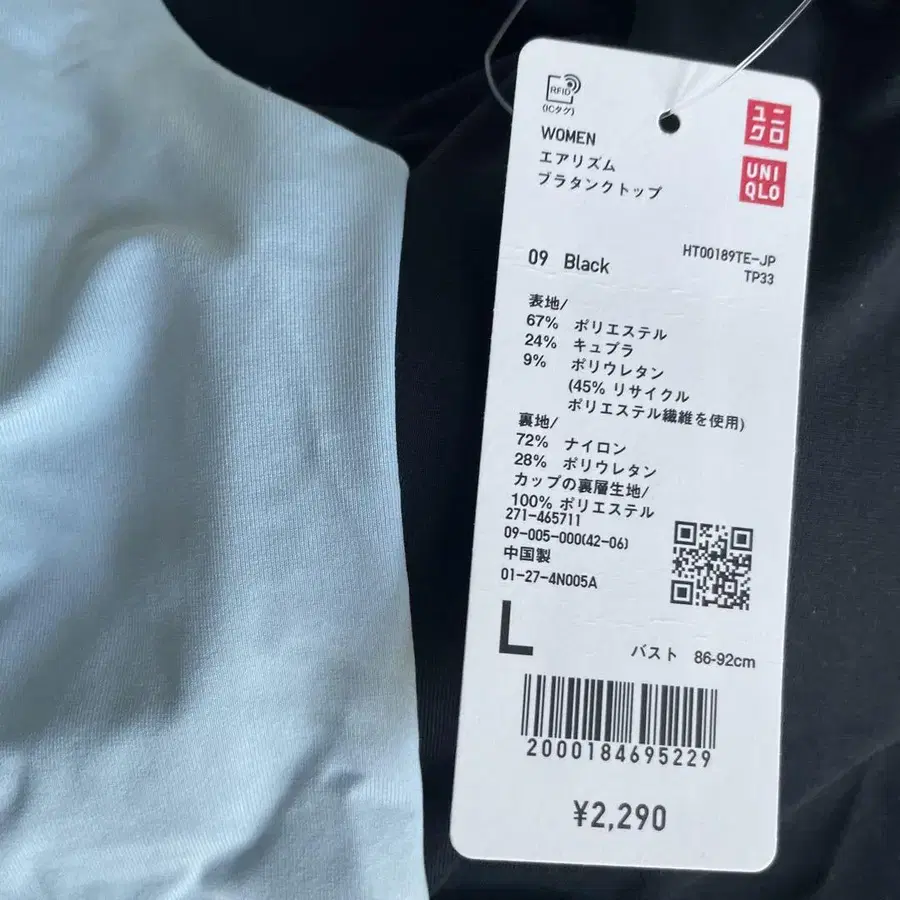 RFID
(ICタグ)
ユニ
クロ
UNI
QLO
WOMEN
エアリズム
ブラタンクトップ
09 Black
HT00189TE-JP
TP33
表地/
67% ポリエステル
24% キュプラ
9% ポリウレタン
(45% リサイクル
ポリエステル繊維を使用)
裏地/
72% ナイロン
28% ポリウレタン
カップの裏層生地/
100% ポリエステル
271-465711
09-005-000(42-06)
中国製
01-27-4N005A
L
バスト 86-92cm
2000184695229
¥2,290